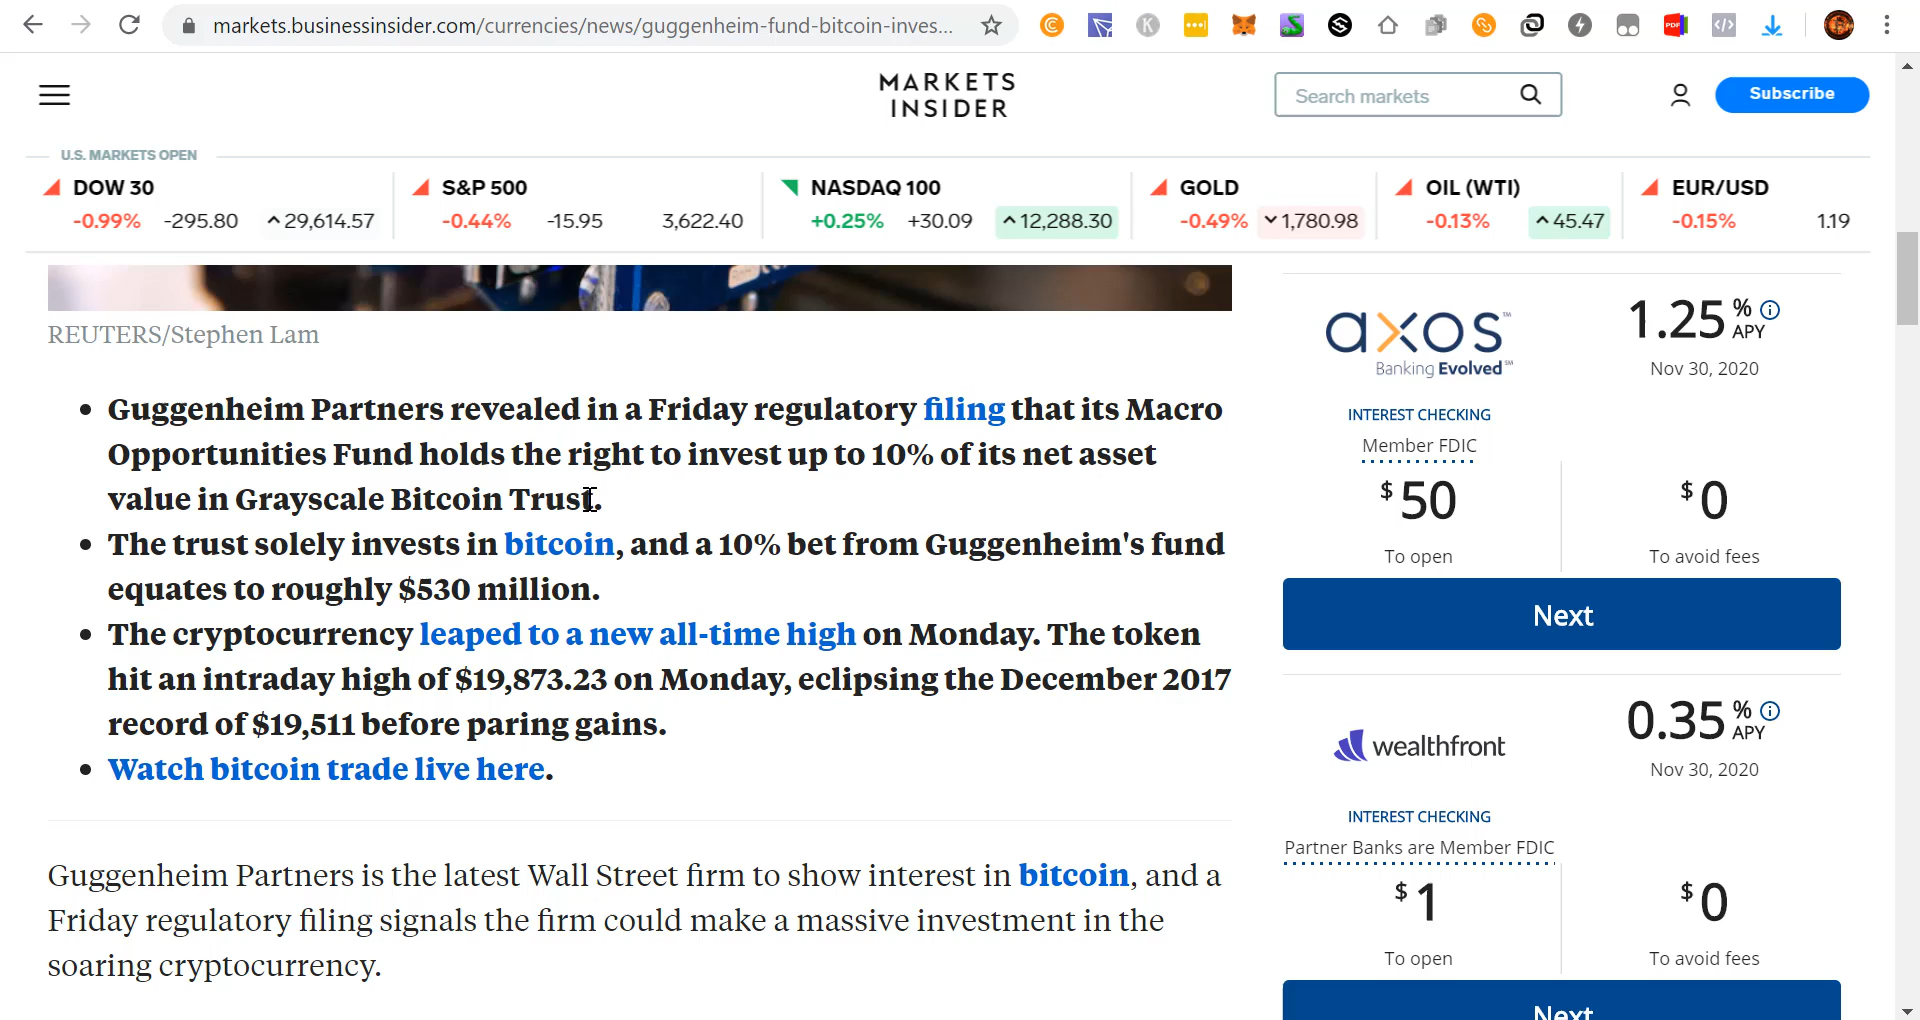 markets.businessinsider.com/currencies/news/guggenheim-fund-bitcoin-inves...
MARKETS
INSIDER
Search markets
Subscribe
U.S. MARKETS OPEN
DOW 30
-0.99% -295.80 29,614.57
S&P 500
-0.44% -15.95 3,622.40
NASDAQ 100
+0.25% +30.09 12,288.30
GOLD
-0.49% 1,780.98
OIL (WTI)
-0.13% 45.47
EUR/USD
-0.15% 1.19
REUTERS/Stephen Lam
• Guggenheim Partners revealed in a Friday regulatory filing that its Macro
Opportunities Fund holds the right to invest up to 10% of its net asset
value in Grayscale Bitcoin Trust.
• The trust solely invests in bitcoin, and a 10% bet from Guggenheim's fund
equates to roughly $530 million.
• The cryptocurrency leaped to a new all-time high on Monday. The token
hit an intraday high of $19,873.23 on Monday, eclipsing the December 2017
record of $19,511 before paring gains.
• Watch bitcoin trade live here.
Guggenheim Partners is the latest Wall Street firm to show interest in bitcoin, and a
Friday regulatory filing signals the firm could make a massive investment in the
soaring cryptocurrency.
axos™
Banking Evolved℠
1.25 % APY
Nov 30, 2020
INTEREST CHECKING
Member FDIC
$50
To open
$0
To avoid fees
Next
wealthfront
0.35 % APY
Nov 30, 2020
INTEREST CHECKING
Partner Banks are Member FDIC
$1
To open
$0
To avoid fees
Next
K
S
PDF